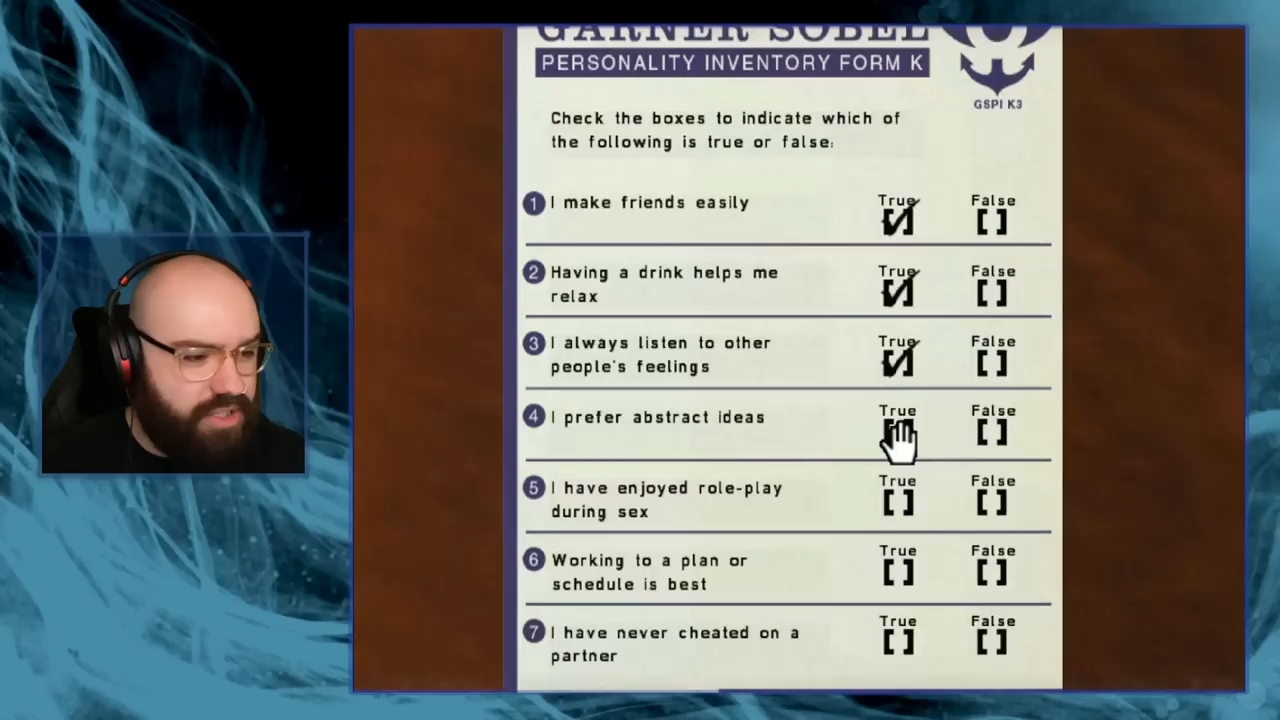 GARNER SOBEL
PERSONALITY INVENTORY FORM K
GSPI K3
Check the boxes to indicate which of
the following is true or false:
1 I make friends easily True False
[ ] [ ]
2 Having a drink helps me True False
relax [ ] [ ]
3 I always listen to other True False
people's feelings [ ] [ ]
4 I prefer abstract ideas True False
[ ]
5 I have enjoyed role-play True False
during sex [ ] [ ]
6 Working to a plan or True False
schedule is best [ ] [ ]
7 I have never cheated on a True False
partner [ ] [ ]